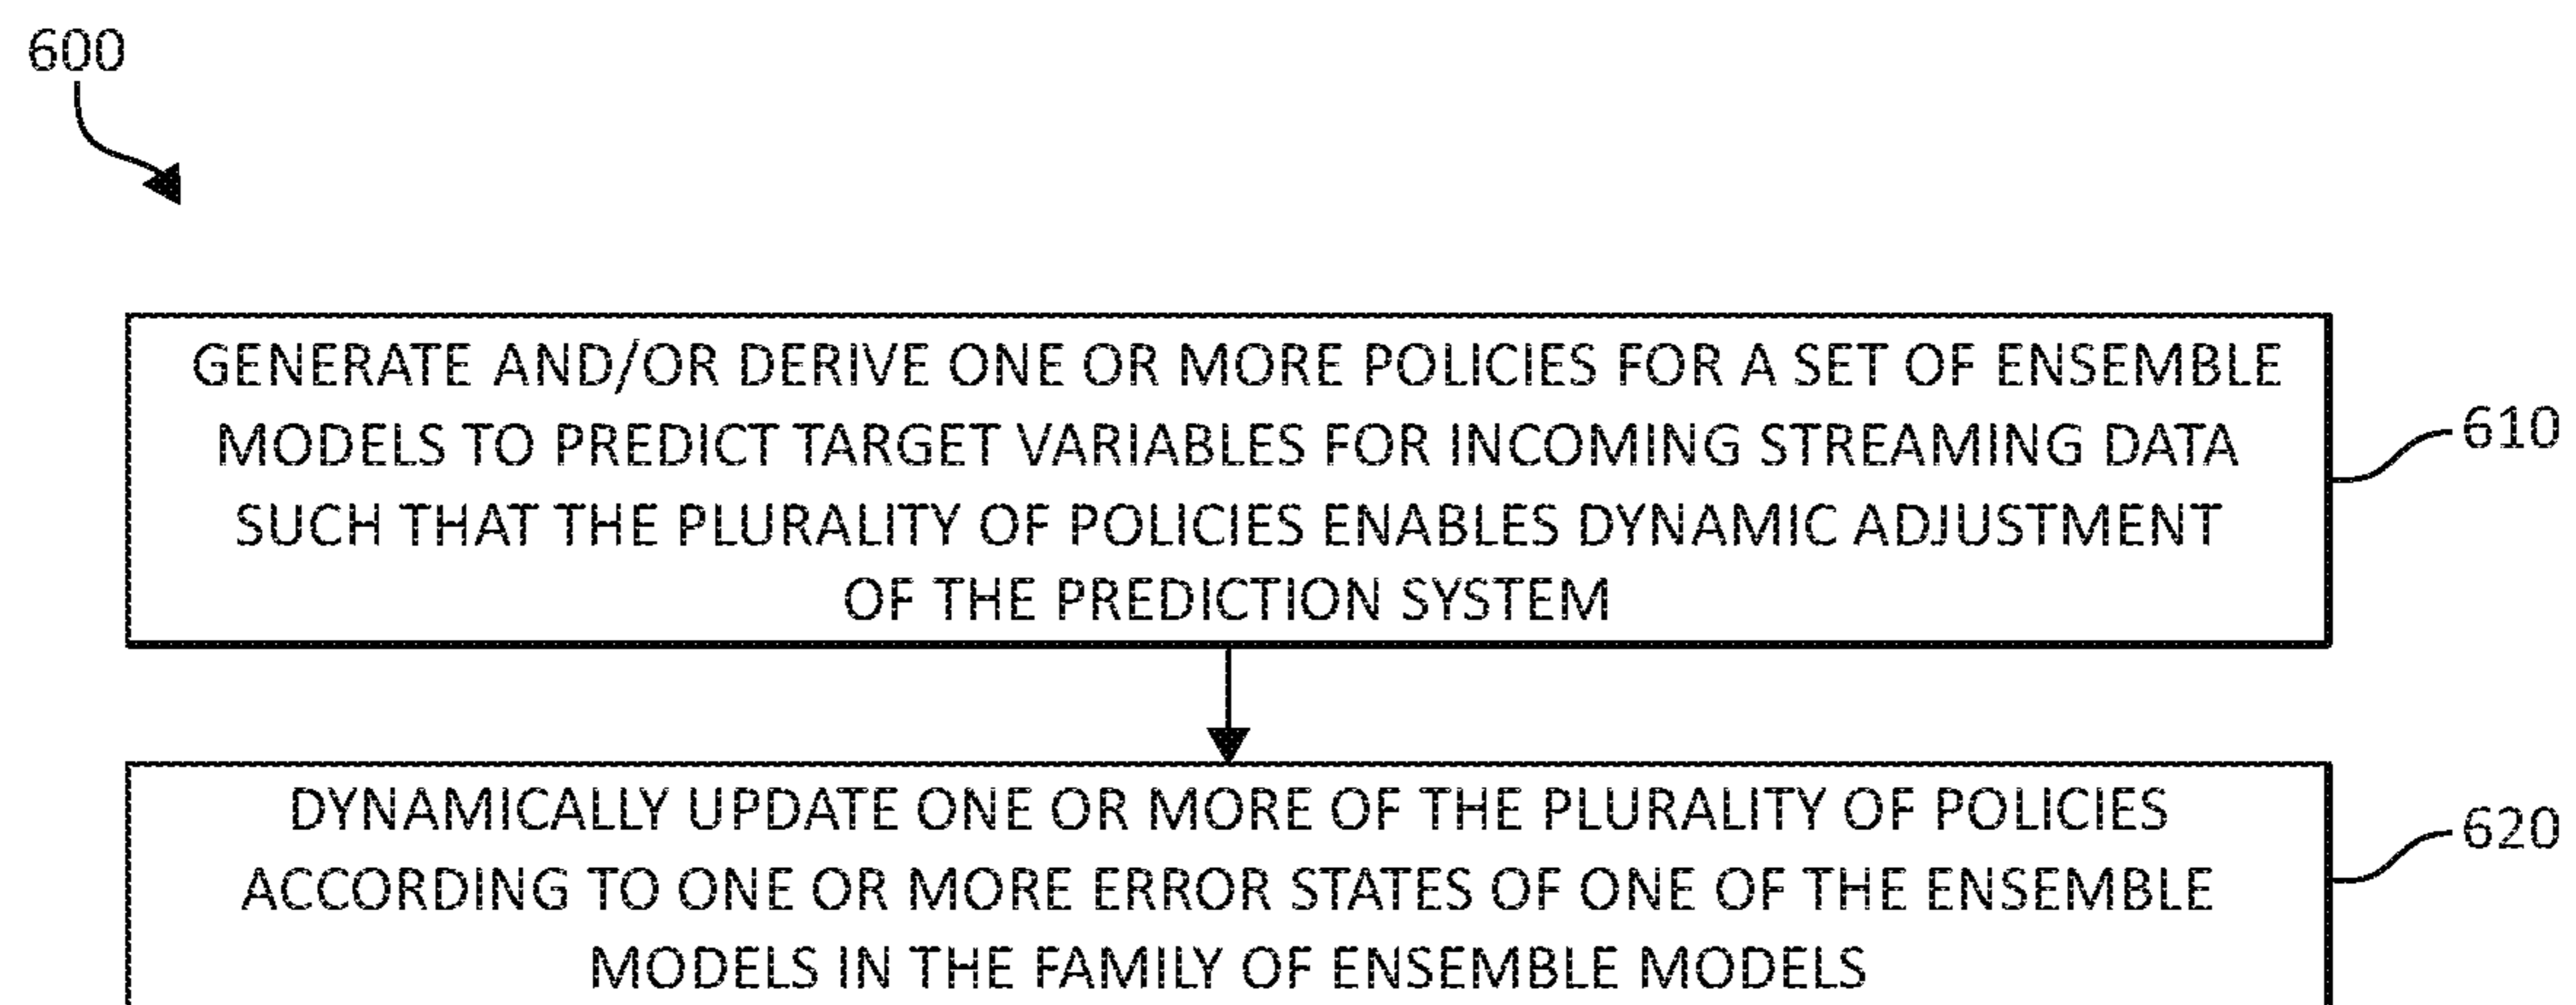 600
GENERATE AND/OR DERIVE ONE OR MORE POLICIES FOR A SET OF ENSEMBLE
MODELS TO PREDICT TARGET VARIABLES FOR INCOMING STREAMING DATA
SUCH THAT THE PLURALITY OF POLICIES ENABLES DYNAMIC ADJUSTMENT
OF THE PREDICTION SYSTEM
610
DYNAMICALLY UPDATE ONE OR MORE OF THE PLURALITY OF POLICIES
ACCORDING TO ONE OR MORE ERROR STATES OF ONE OF THE ENSEMBLE
MODELS IN THE FAMILY OF ENSEMBLE MODELS
620